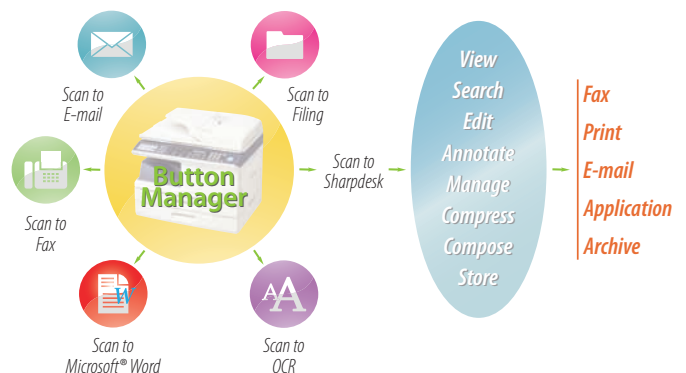 Scan to
E-mail
Scan to
Filing
Scan to
Fax
Button
Manager
Scan to
Sharpdesk
Scan to
Microsoft® Word
Scan to
OCR
W
AA
View
Search
Edit
Annotate
Manage
Compress
Compose
Store
Fax
Print
E-mail
Application
Archive